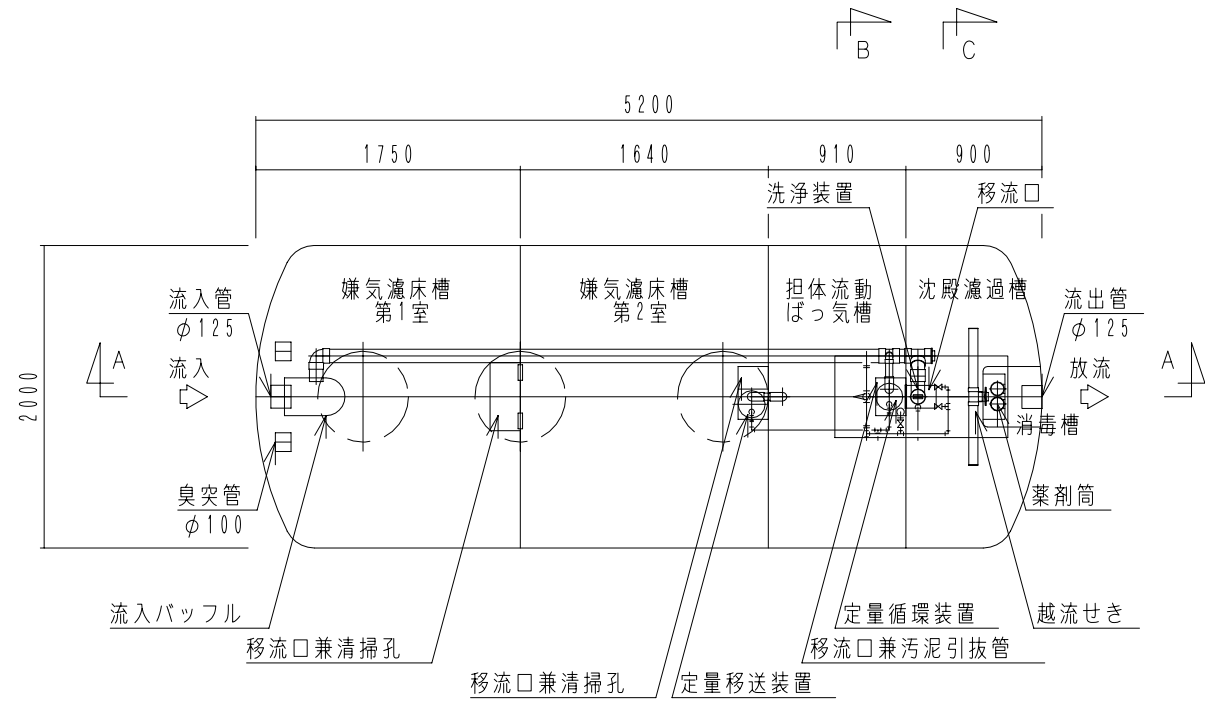 B
C
5200
1750
1640
910
900
洗浄装置
移流口
嫌気濾床槽
第1室
嫌気濾床槽
第2室
担体流動
ばっ気槽
沈殿濾過槽
流入管
φ125
流入
流出管
φ125
放流
A
A
2000
消毒槽
臭突管
φ100
薬剤筒
流入バッフル
定量循環装置
越流せき
移流口兼清掃孔
移流口兼汚泥引抜管
移流口兼清掃孔
定量移送装置